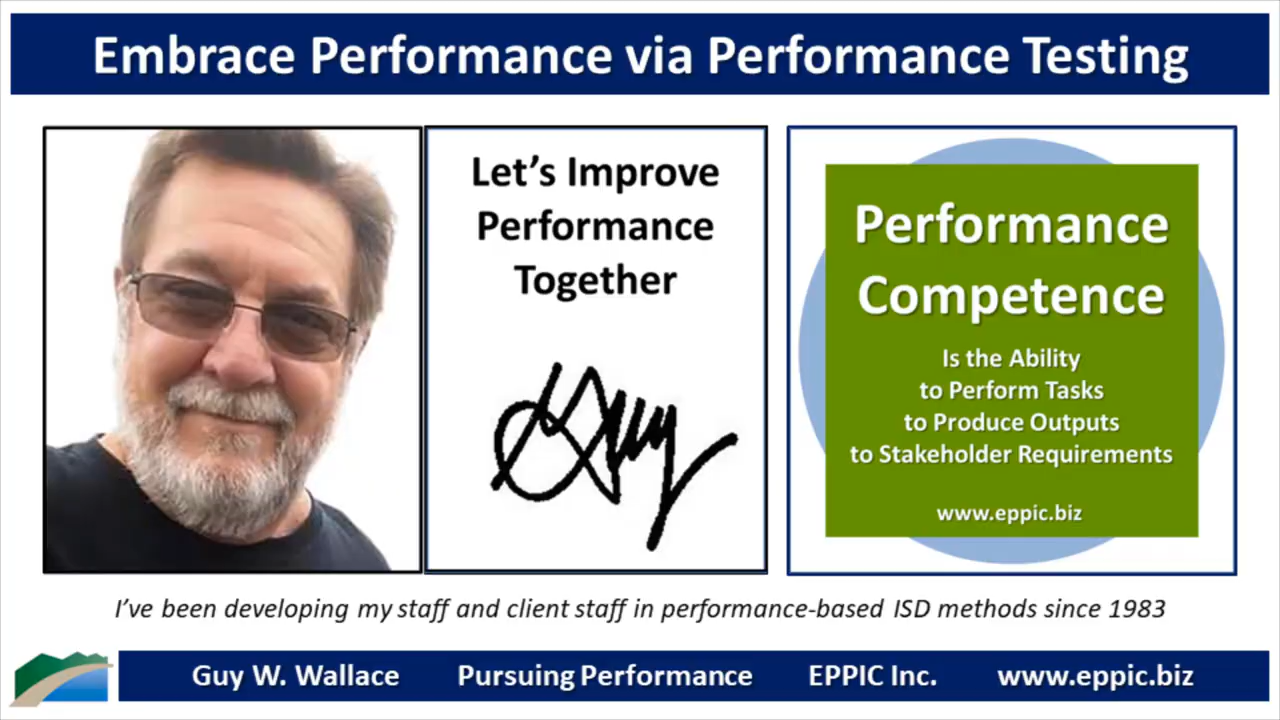 Embrace Performance via Performance Testing
Let's Improve
Performance
Together
Guy
Performance
Competence
Is the Ability
to Perform Tasks
to Produce Outputs
to Stakeholder Requirements
www.eppic.biz
I've been developing my staff and client staff in performance-based ISD methods since 1983
Guy W. Wallace Pursuing Performance EPPIC Inc. www.eppic.biz